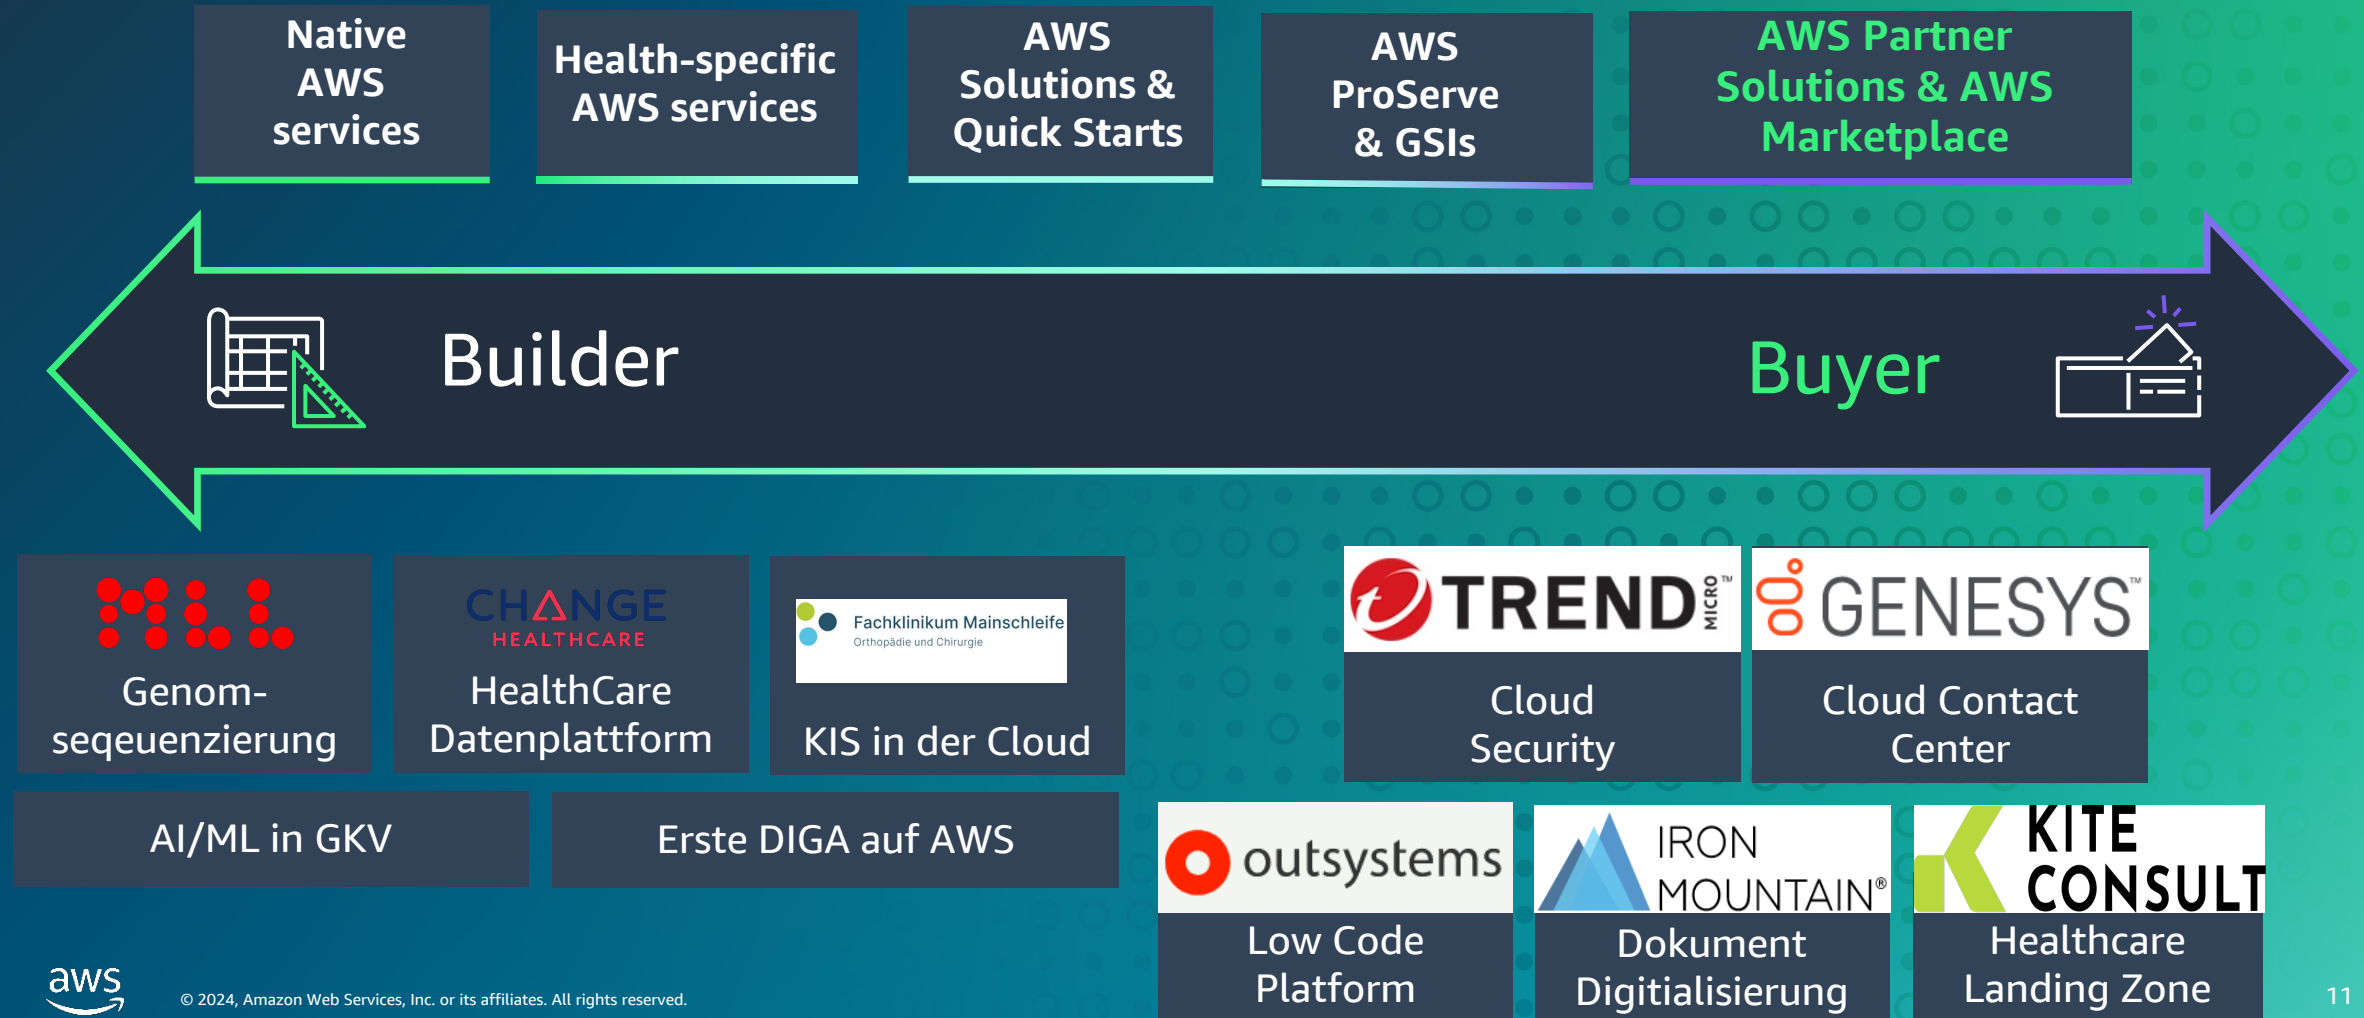 Native
AWS
services
Health-specific
AWS services
AWS
Solutions &
Quick Starts
AWS
ProServe
& GSIs
AWS Partner
Solutions & AWS
Marketplace
Builder
Buyer
MLL
Genom-
seqeuenzierung
CHANGE
HEALTHCARE
HealthCare
Datenplattform
Fachklinikum Mainschleife
Orthopädie und Chirurgie
KIS in der Cloud
TREND MICRO™
Cloud
Security
GENESYS™
Cloud Contact
Center
AI/ML in GKV
Erste DIGA auf AWS
outsystems
Low Code
Platform
IRON
MOUNTAIN®
Dokument
Digitialisierung
KITE
CONSULT
Healthcare
Landing Zone
aws
© 2024, Amazon Web Services, Inc. or its affiliates. All rights reserved.
11